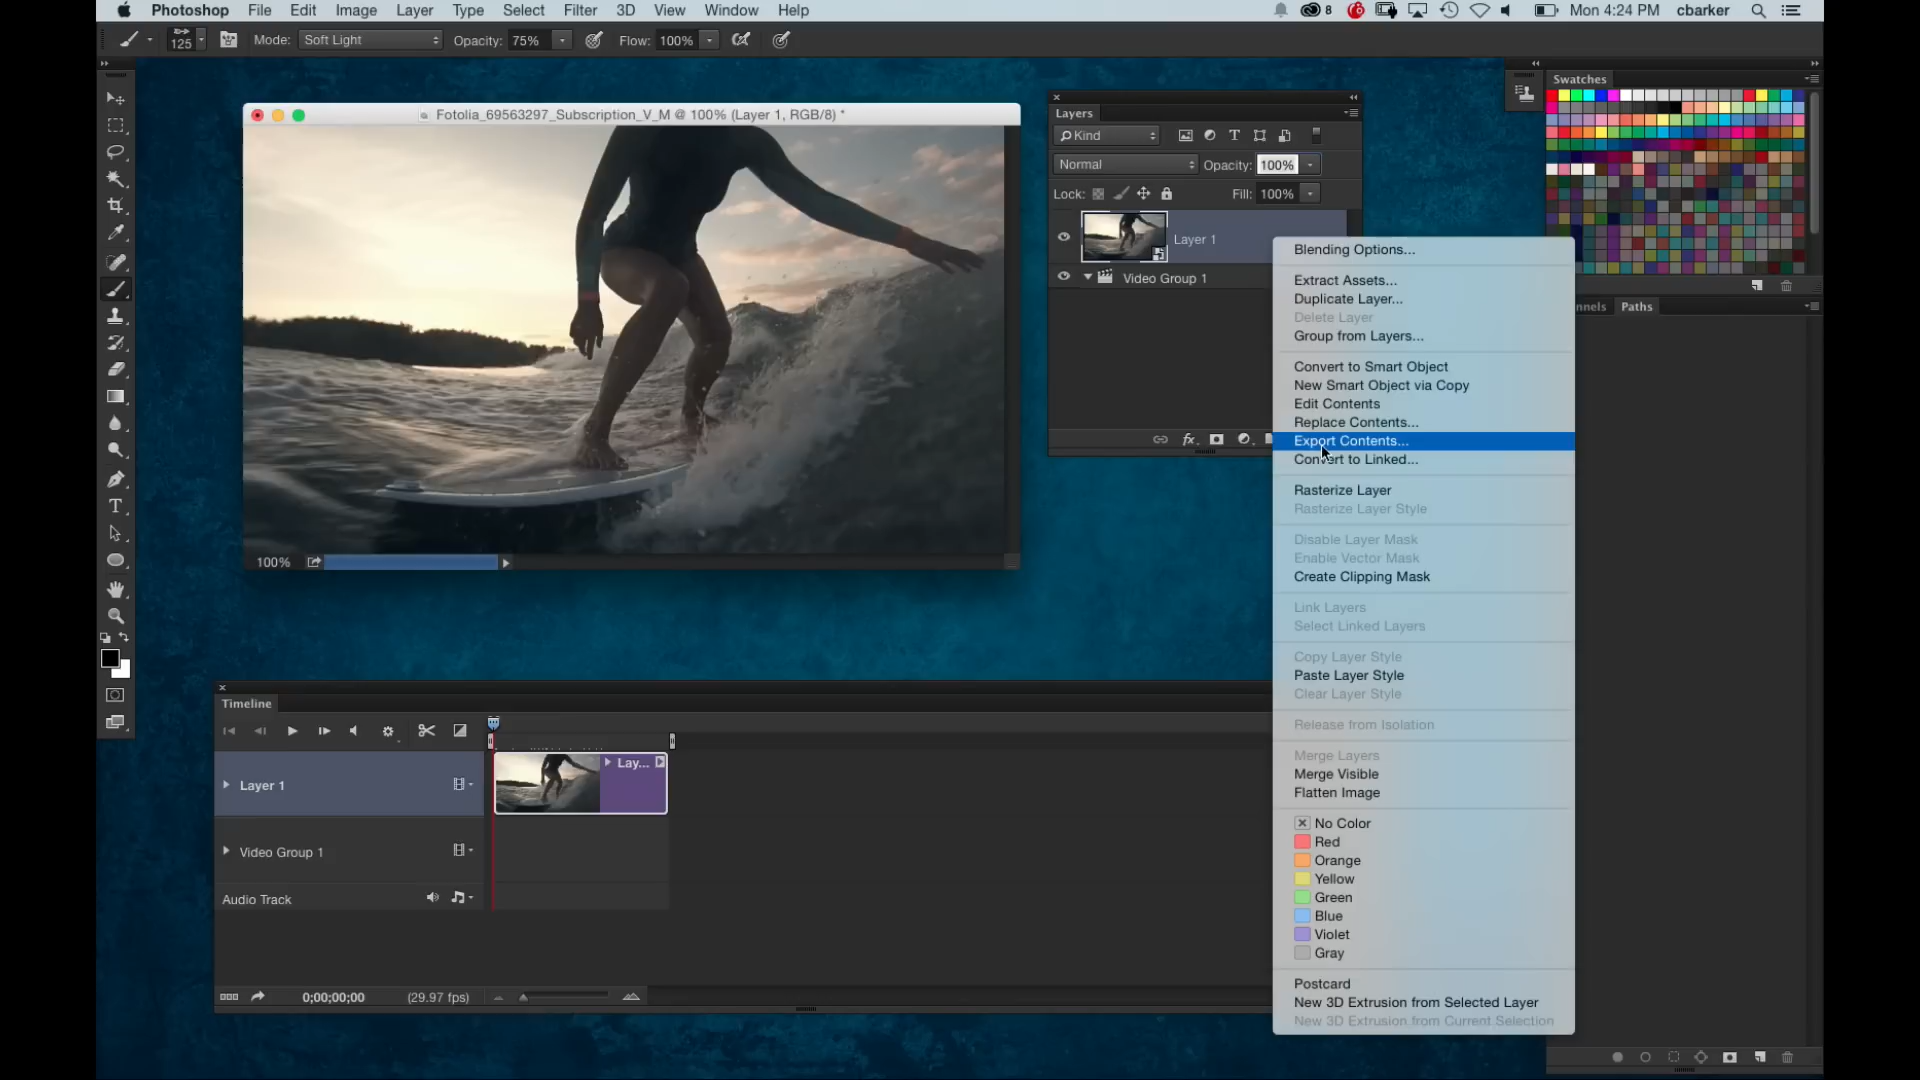 Photoshop File Edit Image Layer Type Select Filter 3D View Window Help 8 Mon 4:24 PM cbarker
125 Mode: Soft Light Opacity: 75% Flow: 100%
Swatches
Fotolia_69563297_Subscription_V_M @ 100% (Layer 1, RGB/8) *
Layers
Kind
Normal Opacity: 100%
Lock: Fill: 100%
Layer 1
Video Group 1
Blending Options...
Extract Assets...
Duplicate Layer...
Delete Layer
Group from Layers...
Convert to Smart Object
New Smart Object via Copy
Edit Contents
Replace Contents...
Export Contents...
Convert to Linked...
Rasterize Layer
Rasterize Layer Style
Disable Layer Mask
Enable Vector Mask
Create Clipping Mask
Link Layers
Select Linked Layers
Copy Layer Style
Paste Layer Style
Clear Layer Style
Release from Isolation
Merge Layers
Merge Visible
Flatten Image
No Color
Red
Orange
Yellow
Green
Blue
Violet
Gray
Postcard
New 3D Extrusion from Selected Layer
New 3D Extrusion from Current Selection
nnels Paths
100%
Timeline
Layer 1
Lay...
Video Group 1
Audio Track
0;00;00;00 (29.97 fps)